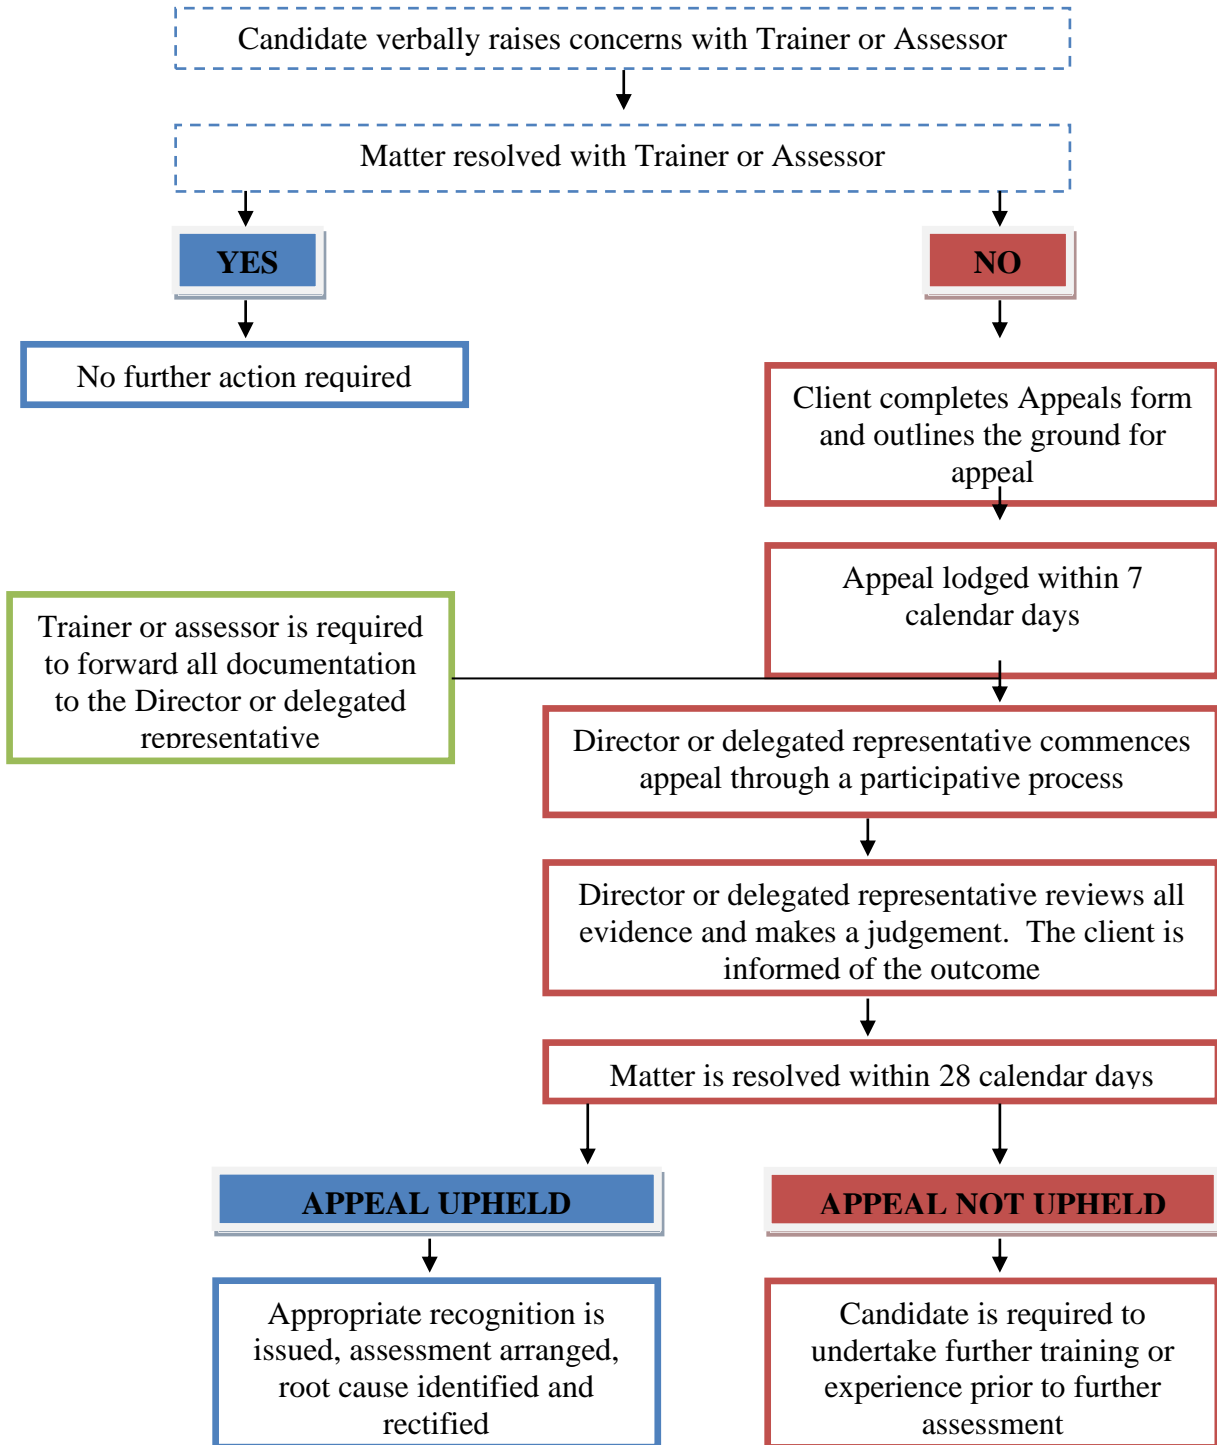 Candidate verbally raises concerns with Trainer or Assessor
Matter resolved with Trainer or Assessor
YES
NO
No further action required
Client completes Appeals form
and outlines the ground for
appeal
Appeal lodged within 7
calendar days
Trainer or assessor is required
to forward all documentation
to the Director or delegated
representative
Director or delegated representative commences
appeal through a participative process
Director or delegated representative reviews all
evidence and makes a judgement.  The client is
informed of the outcome
Matter is resolved within 28 calendar days
APPEAL UPHELD
APPEAL NOT UPHELD
Appropriate recognition is
issued, assessment arranged,
root cause identified and
rectified
Candidate is required to
undertake further training or
experience prior to further
assessment